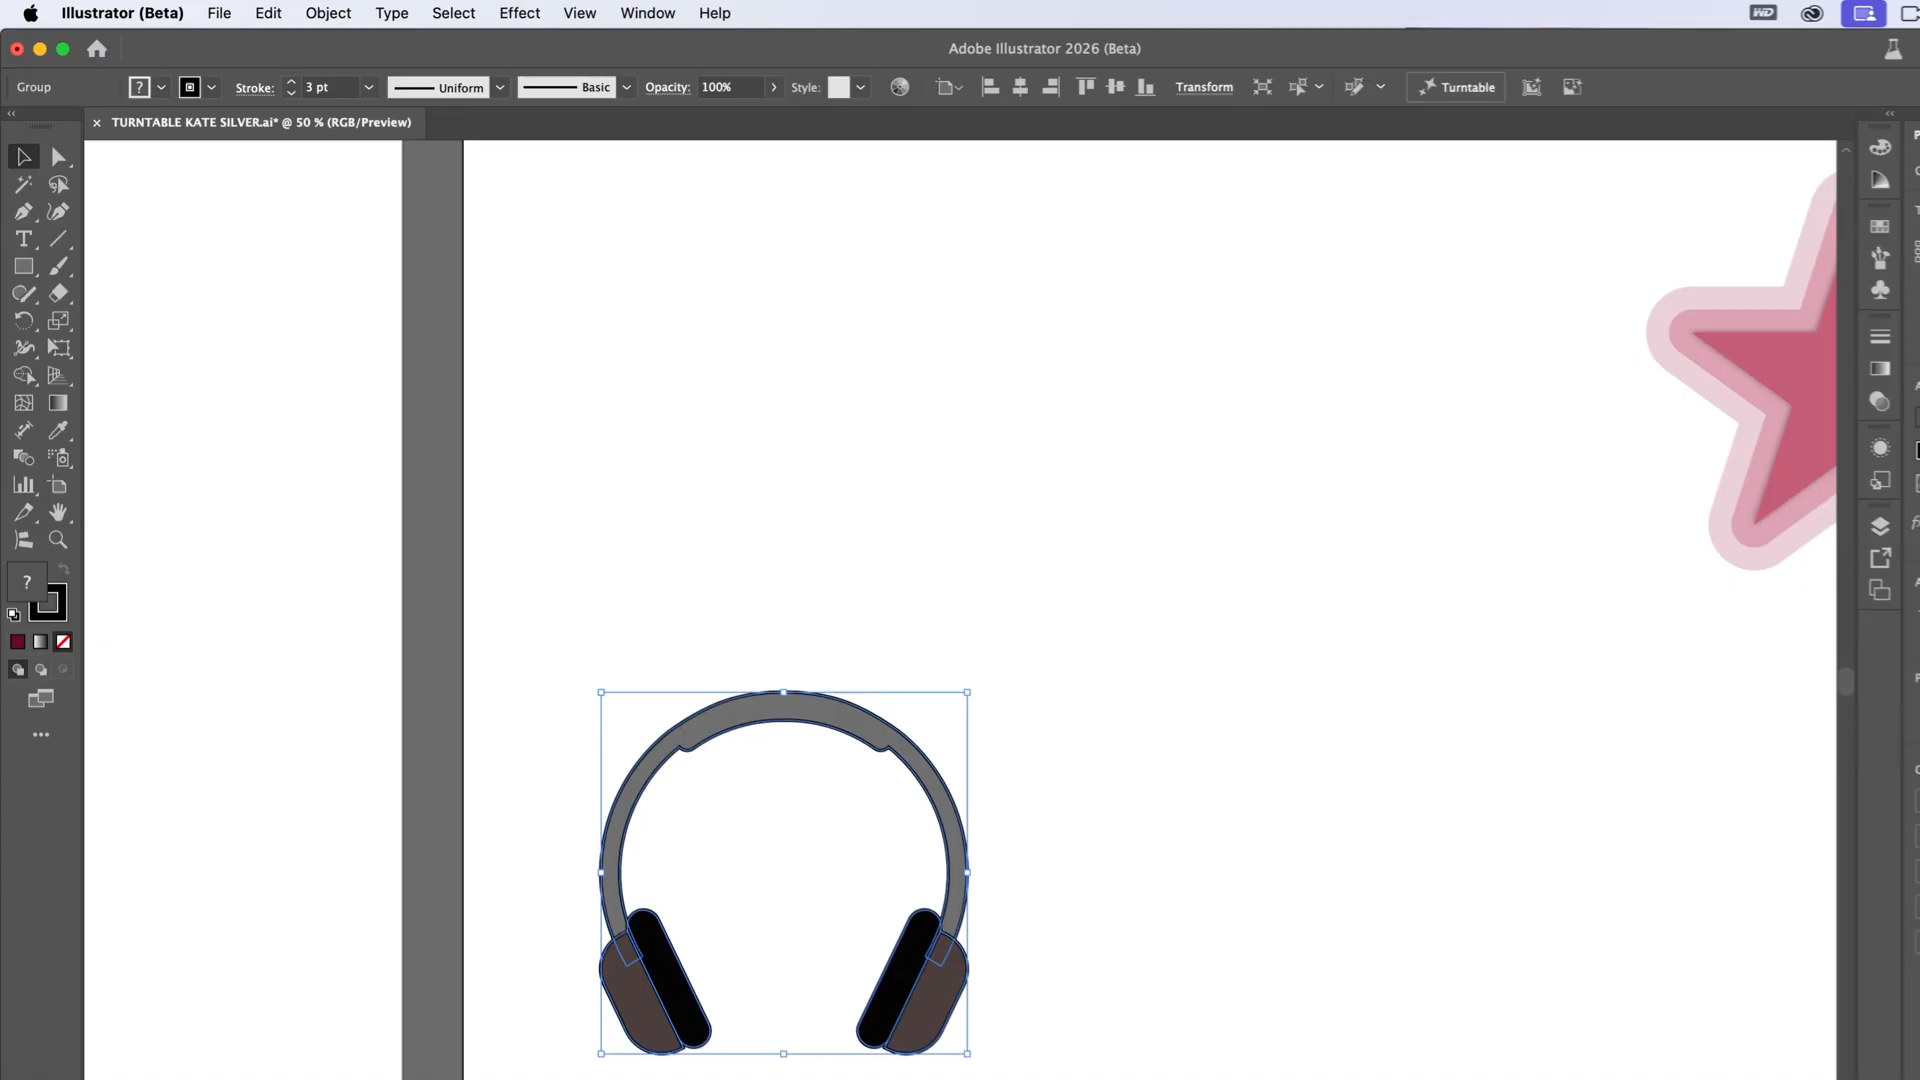 Illustrator (Beta) File Edit Object Type Select Effect View Window Help
Adobe Illustrator 2026 (Beta)
Group ? Stroke: 3 pt Uniform Basic Opacity: 100% Style: Transform Turntable
× TURNTABLE KATE SILVER.ai* @ 50 % (RGB/Preview)
?